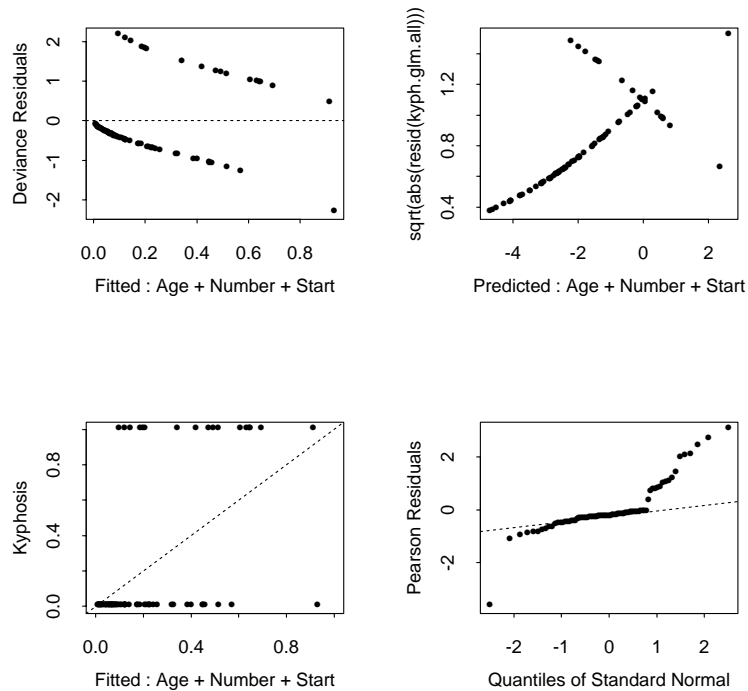 Deviance Residuals
2
1
0
-1
-2
0.0 0.2 0.4 0.6 0.8
Fitted : Age + Number + Start
sqrt(abs(resid(kyph.glm.all)))
1.2
0.8
0.4
-4 -2 0 2
Predicted : Age + Number + Start
Kyphosis
0.8
0.4
0.0
0.0 0.4 0.8
Fitted : Age + Number + Start
Pearson Residuals
2
0
-2
-2 -1 0 1 2
Quantiles of Standard Normal